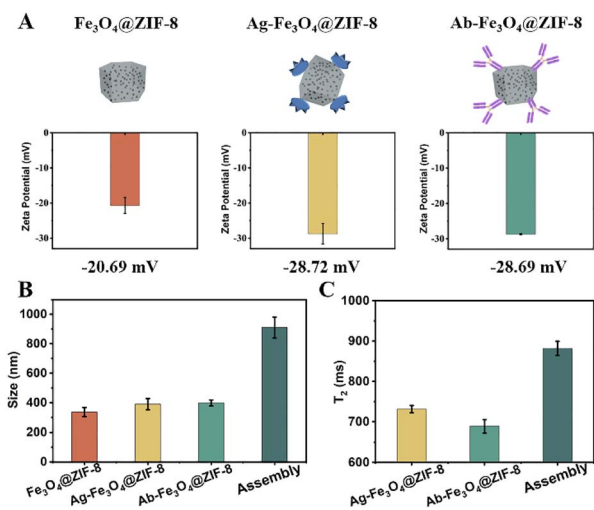 A
Fe₃O₄@ZIF-8
Ag-Fe₃O₄@ZIF-8
Ab-Fe₃O₄@ZIF-8
Zeta Potential (mV)
0
-10
-20
-30
Zeta Potential (mV)
0
-10
-20
-30
Zeta Potential (mV)
0
-10
-20
-30
-20.69 mV
-28.72 mV
-28.69 mV
B
Size (nm)
1000
800
600
400
200
0
Fe₃O₄@ZIF-8
Ag-Fe₃O₄@ZIF-8
Ab-Fe₃O₄@ZIF-8
Assembly
C
T₂ (ms)
1000
900
800
700
600
Ag-Fe₃O₄@ZIF-8
Ab-Fe₃O₄@ZIF-8
Assembly